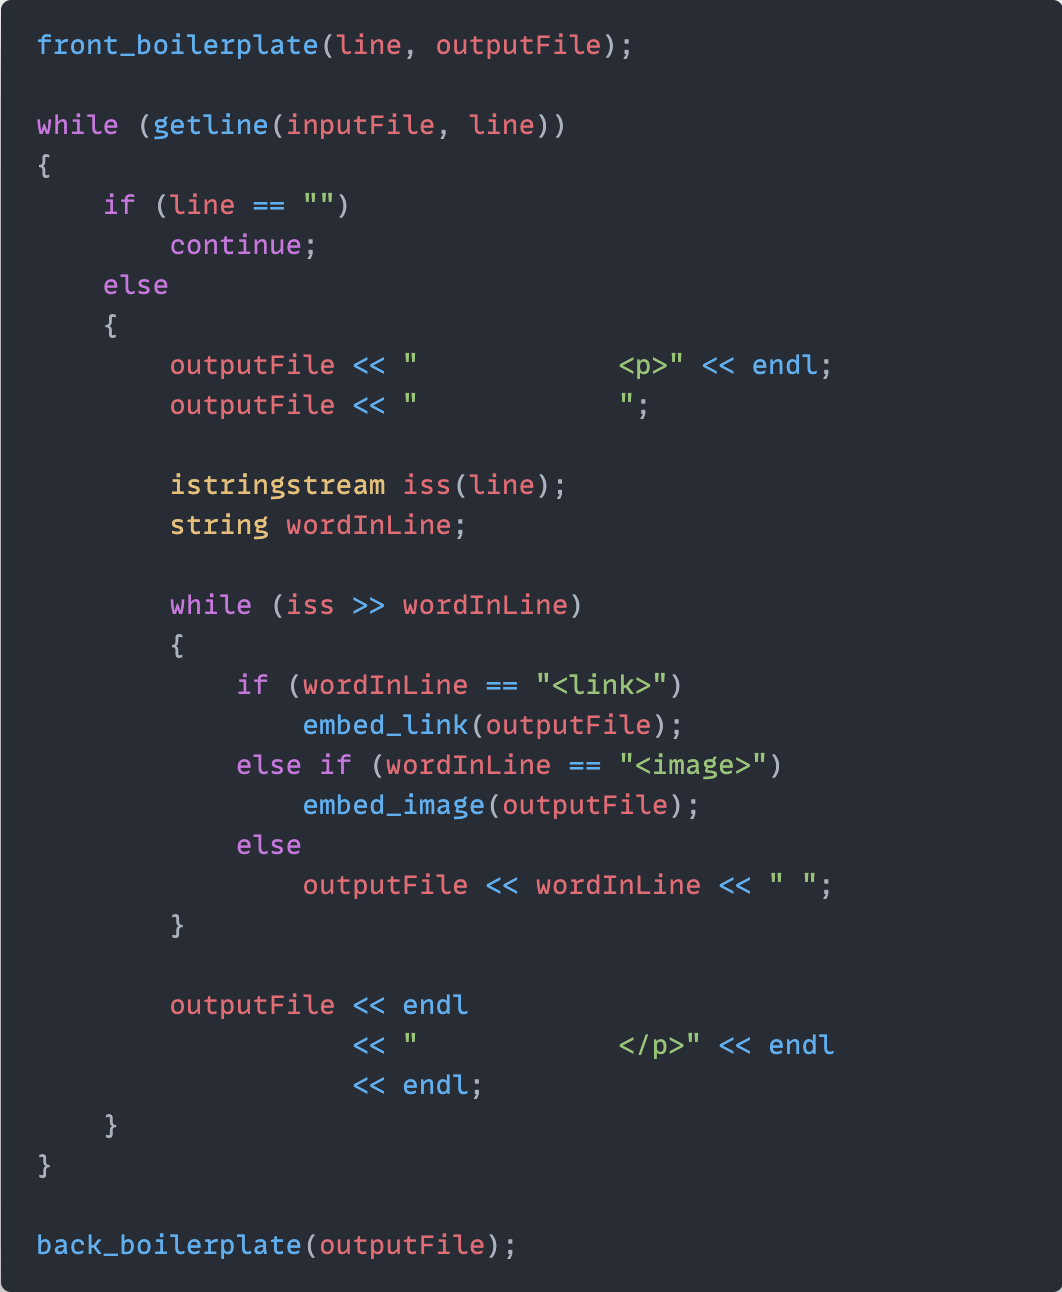 front_boilerplate(line, outputFile);

while (getline(inputFile, line))
{
    if (line == "")
        continue;
    else
    {
        outputFile << "            <p>" << endl;
        outputFile << "            ";

        istringstream iss(line);
        string wordInLine;

        while (iss >> wordInLine)
        {
            if (wordInLine == "<link>")
                embed_link(outputFile);
            else if (wordInLine == "<image>")
                embed_image(outputFile);
            else
                outputFile << wordInLine << " ";
        }

        outputFile << endl
                   << "            </p>" << endl
                   << endl;
    }
}

back_boilerplate(outputFile);